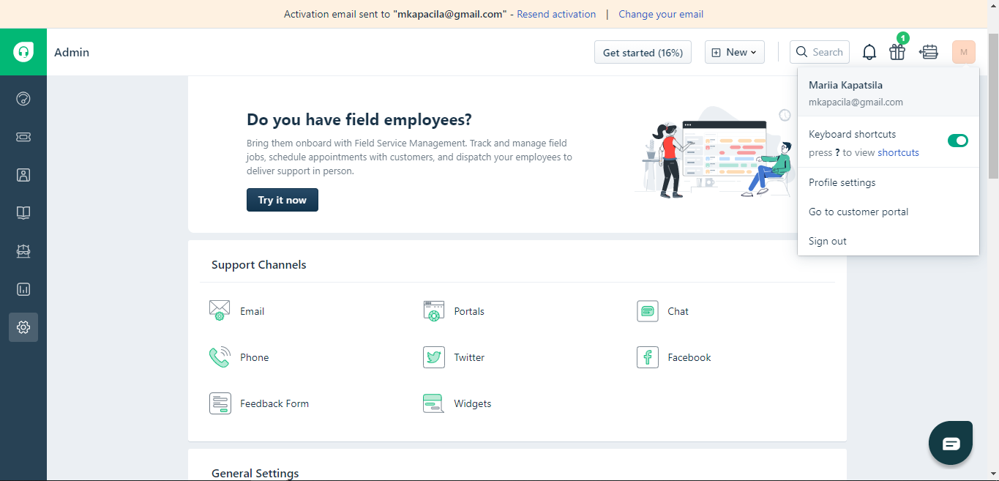 Activation email sent to "mkapacila@gmail.com" - Resend activation | Change your email
Admin
Get started (16%)
New
Search
1
M
Mariia Kapatsila
mkapacila@gmail.com
Keyboard shortcuts
press ? to view shortcuts
Profile settings
Go to customer portal
Sign out
Do you have field employees?
Bring them onboard with Field Service Management. Track and manage field
jobs, schedule appointments with customers, and dispatch your employees to
deliver support in person.
Try it now
Support Channels
Email
Portals
Chat
Phone
Twitter
Facebook
Feedback Form
Widgets
General Settings